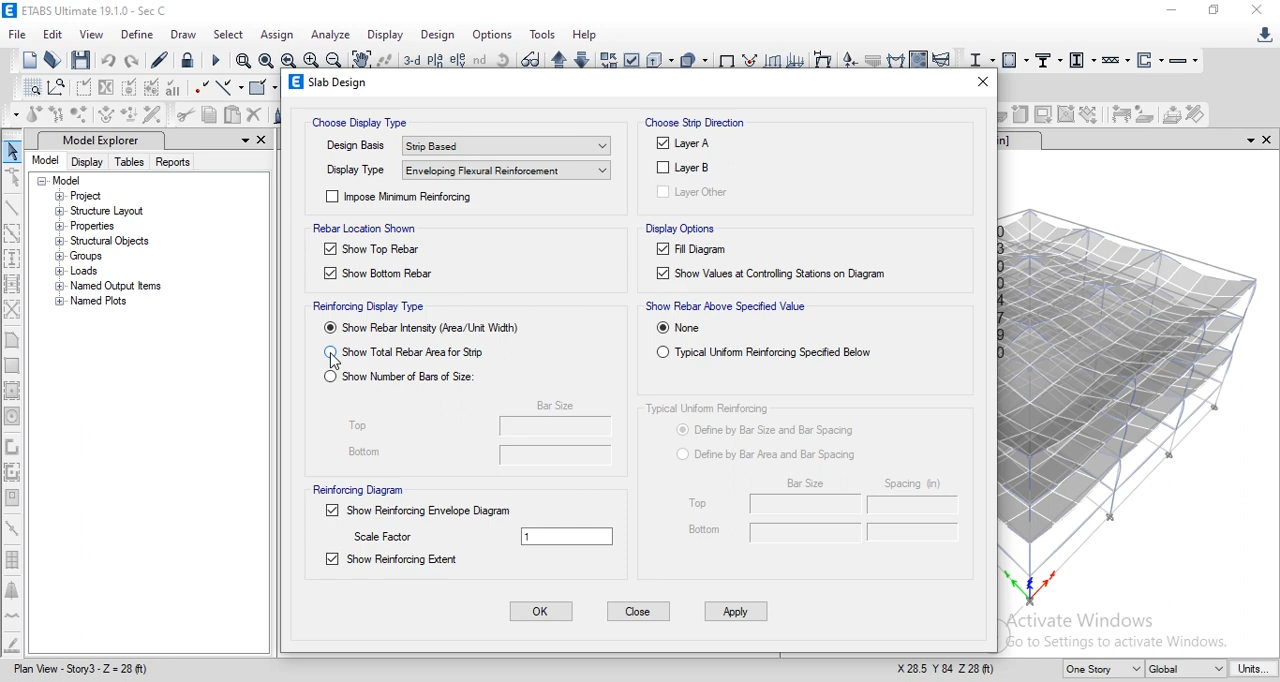 ETABS Ultimate 19.1.0 - Sec C
File Edit View Define Draw Select Assign Analyze Display Design Options Tools Help
3-d nd
all
Model Explorer
Model Display Tables Reports
Model
Project
Structure Layout
Properties
Structural Objects
Groups
Loads
Named Output Items
Named Plots
Slab Design
Choose Display Type
Design Basis Strip Based
Display Type Enveloping Flexural Reinforcement
Impose Minimum Reinforcing
Rebar Location Shown
Show Top Rebar
Show Bottom Rebar
Reinforcing Display Type
Show Rebar Intensity (Area/Unit Width)
Show Total Rebar Area for Strip
Show Number of Bars of Size:
Bar Size
Top
Bottom
Reinforcing Diagram
Show Reinforcing Envelope Diagram
Scale Factor 1
Show Reinforcing Extent
Choose Strip Direction
Layer A
Layer B
Layer Other
Display Options
Fill Diagram
Show Values at Controlling Stations on Diagram
Show Rebar Above Specified Value
None
Typical Uniform Reinforcing Specified Below
Typical Uniform Reinforcing
Define by Bar Size and Bar Spacing
Define by Bar Area and Bar Spacing
Bar Size Spacing (in)
Top
Bottom
OK Close Apply
in]
Activate Windows
Go to Settings to activate Windows.
Plan View - Story3 - Z = 28 (ft) X 28.5 Y 84 Z 28 (ft) One Story Global Units...